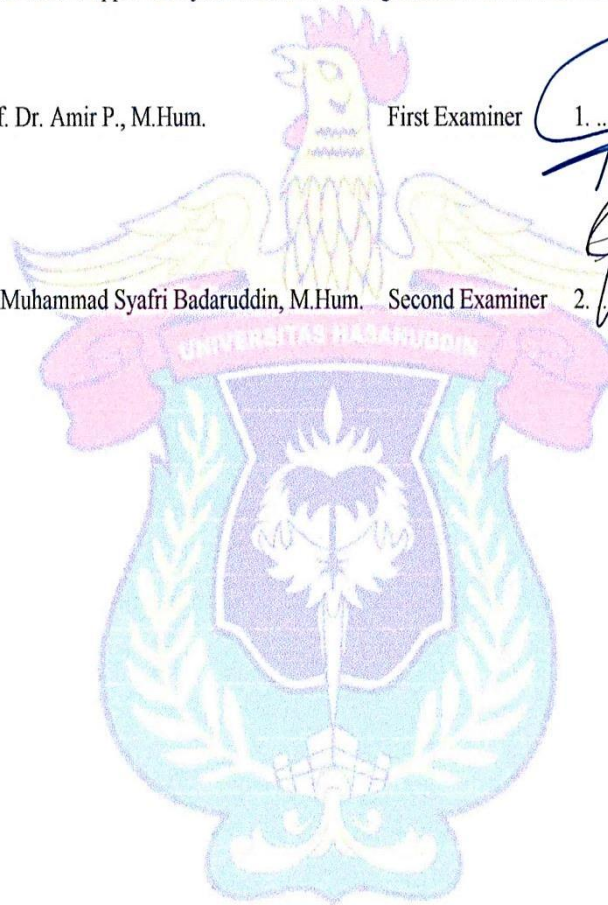 f. Dr. Amir P., M.Hum. First Examiner 1. ..
Muhammad Syafri Badaruddin, M.Hum. Second Examiner 2. .
UNIVERSITAS HASANUDDIN